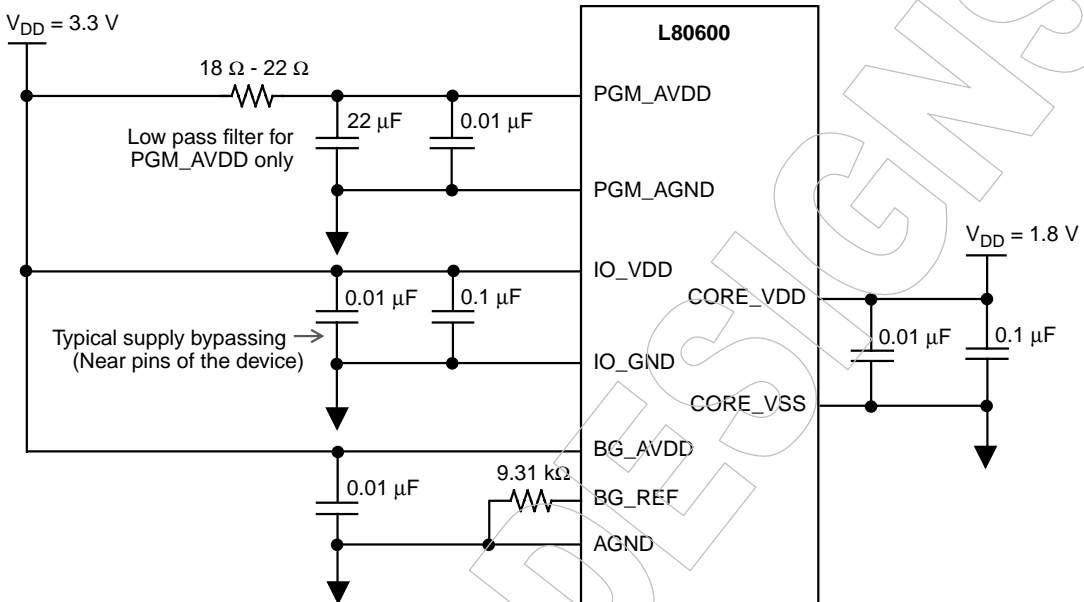 V_DD = 3.3 V
L80600
18 Ω - 22 Ω
PGM_AVDD
22 μF
0.01 μF
Low pass filter for
PGM_AVDD only
PGM_AGND
V_DD = 1.8 V
IO_VDD
CORE_VDD
0.01 μF
0.1 μF
0.01 μF
0.1 μF
Typical supply bypassing
(Near pins of the device)
IO_GND
CORE_VSS
BG_AVDD
9.31 kΩ
0.01 μF
BG_REF
AGND
DESIGNS